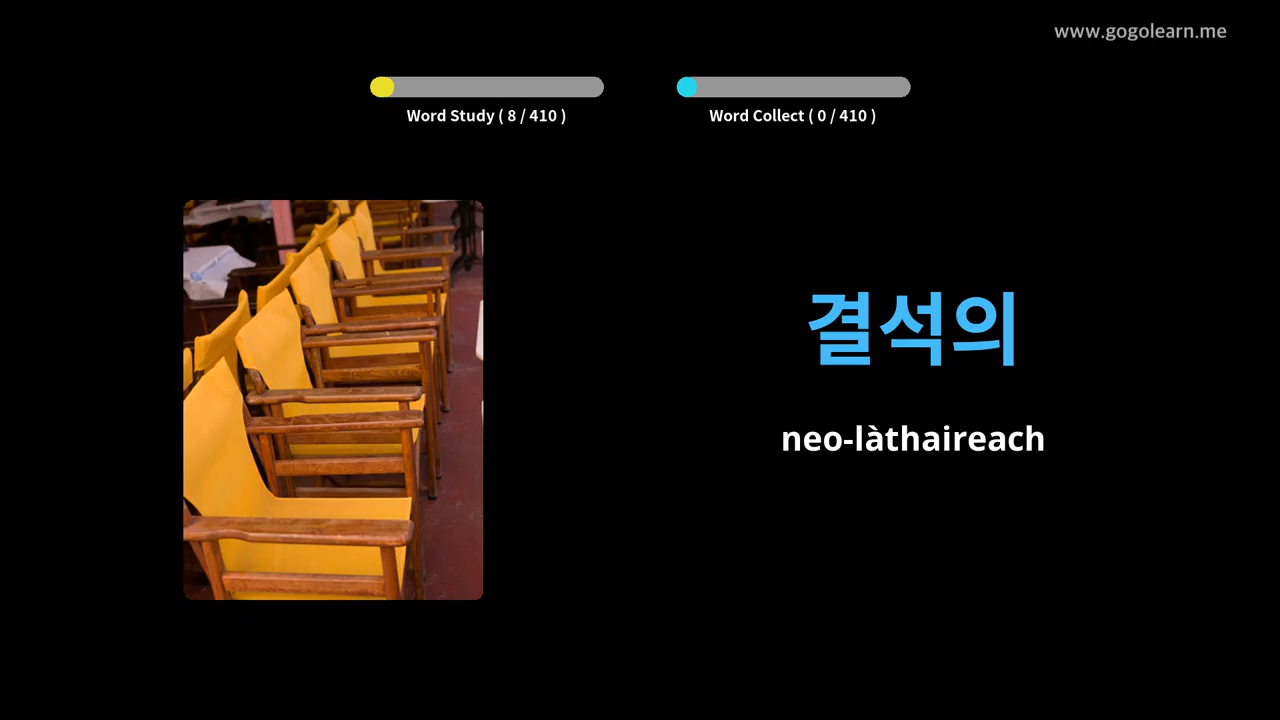 www.gogolearn.me
Word Study ( 8 / 410 )
Word Collect ( 0 / 410 )
결석의
neo-làthaireach